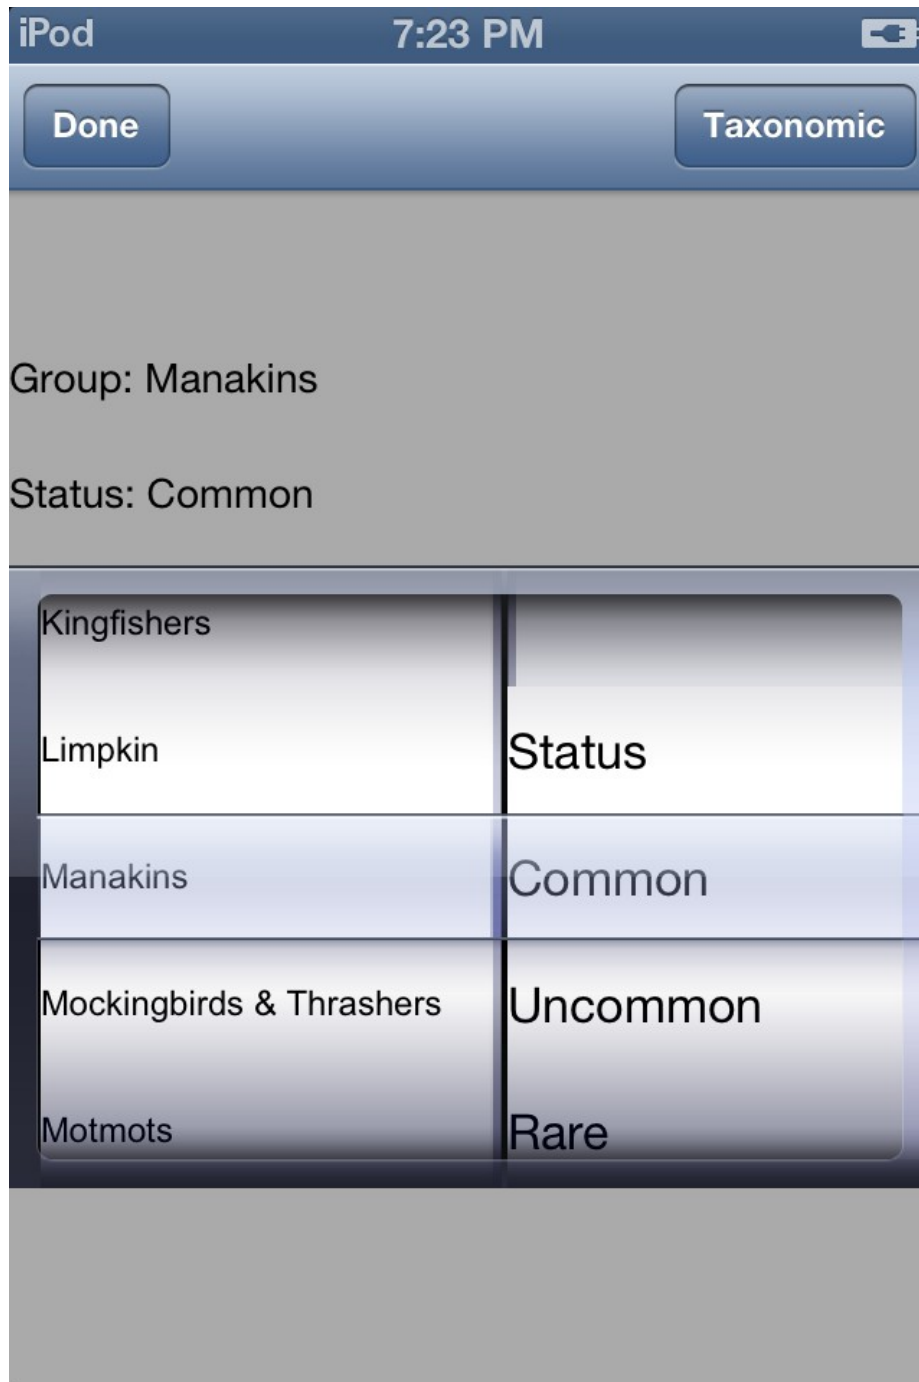 iPod 7:23 PM
Done Taxonomic
Group: Manakins
Status: Common
Kingfishers
Limpkin Status
Manakins Common
Mockingbirds & Thrashers Uncommon
Motmots Rare